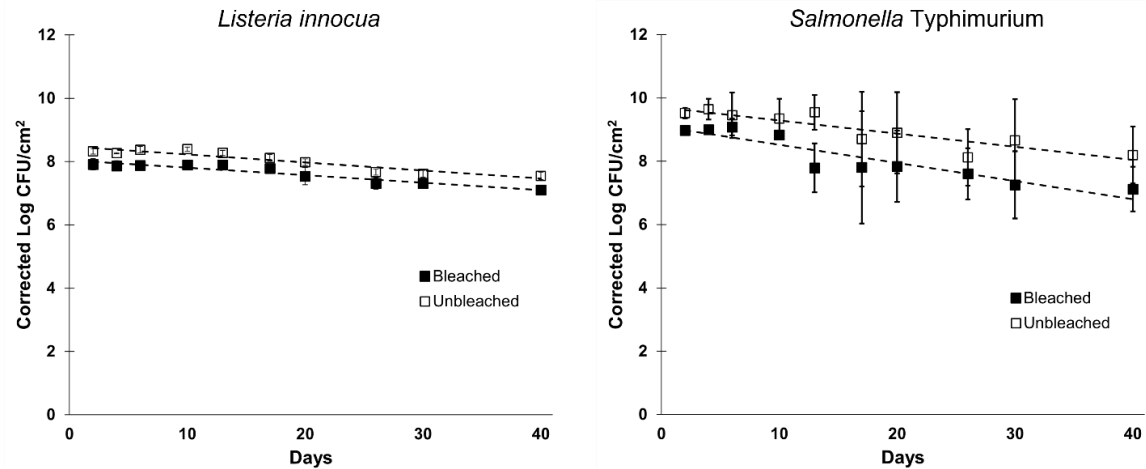 Listeria innocua
Corrected Log CFU/cm2
12
10
8
6
4
2
0
0 10 20 30 40
Days
Bleached
Unbleached
Salmonella Typhimurium
Corrected Log CFU/cm2
12
10
8
6
4
2
0
0 10 20 30 40
Days
Bleached
Unbleached